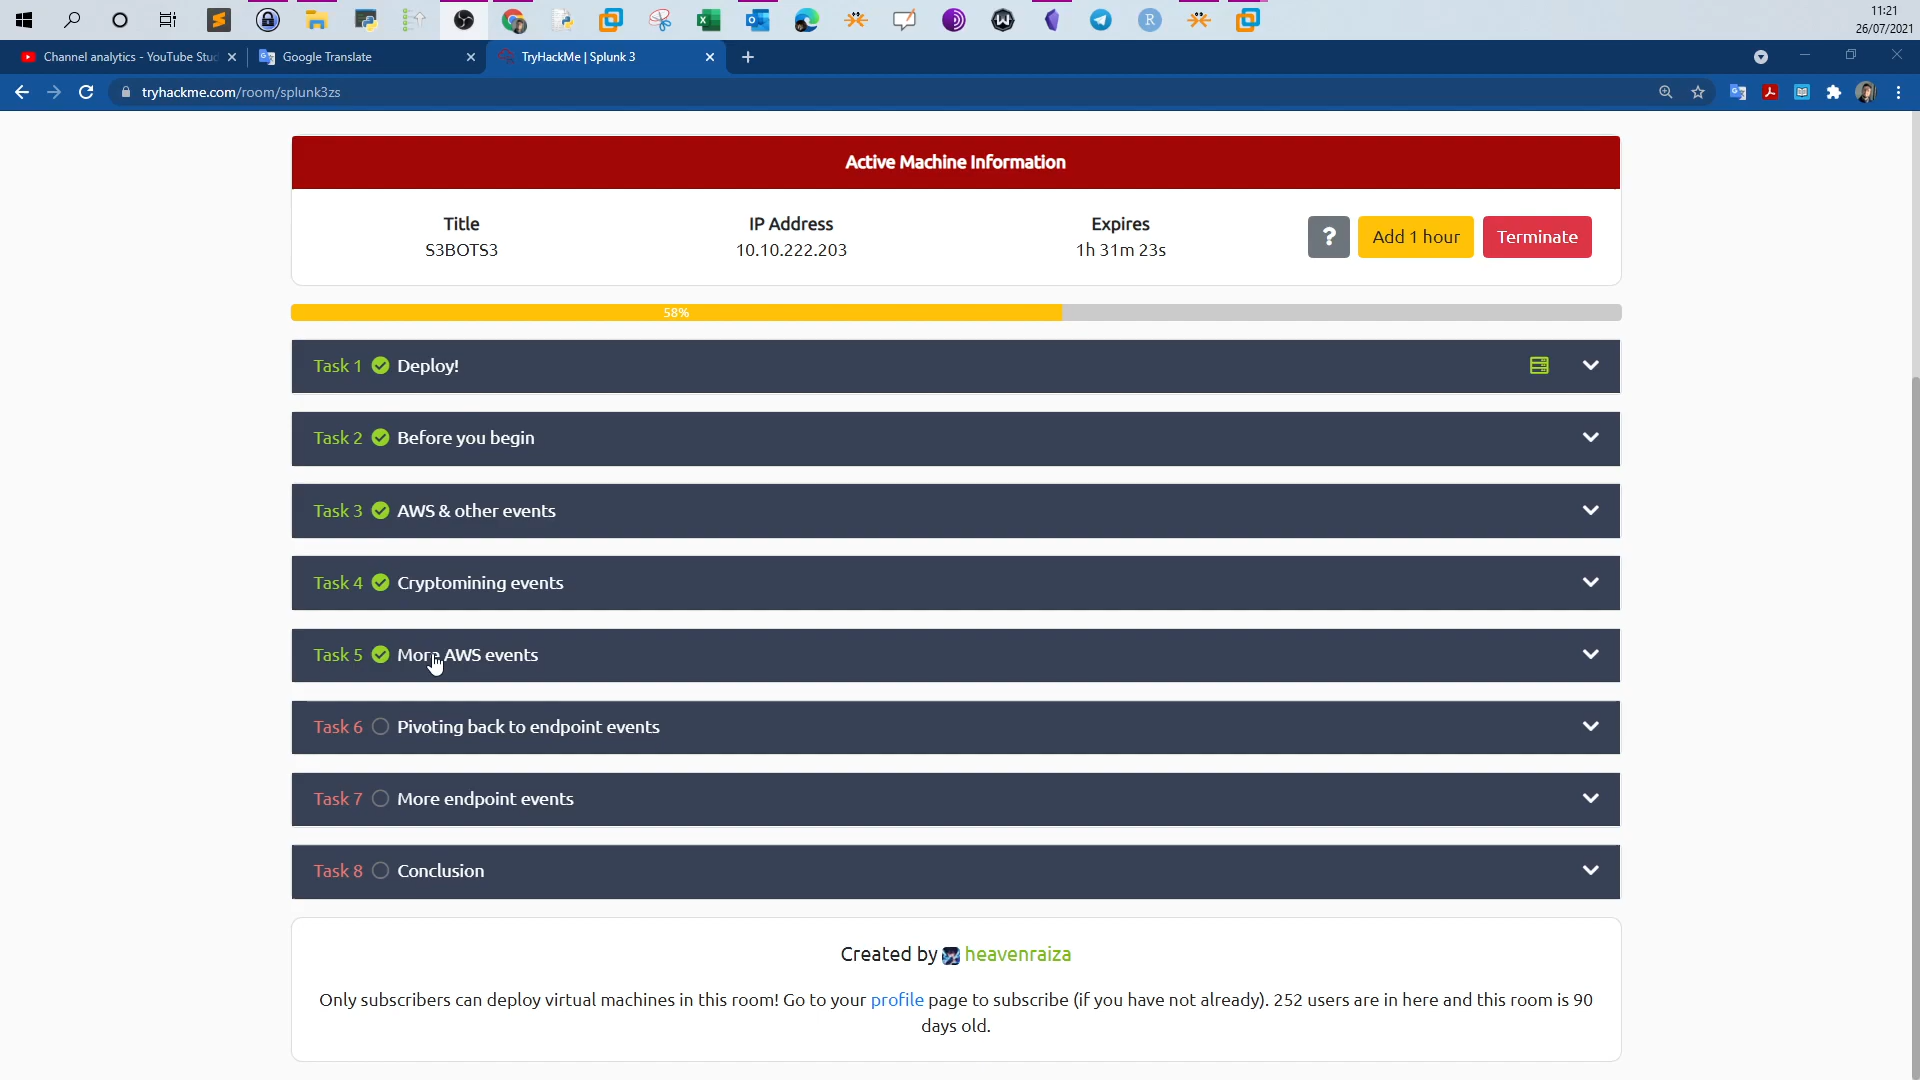 11:21
26/07/2021
Channel analytics - YouTube Stud
Google Translate
TryHackMe | Splunk 3
tryhackme.com/room/splunk3zs
Active Machine Information
Title
IP Address
Expires
S3BOTS3
10.10.222.203
1h 31m 23s
?
Add 1 hour
Terminate
58%
Task 1 Deploy!
Task 2 Before you begin
Task 3 AWS & other events
Task 4 Cryptomining events
Task 5 More AWS events
Task 6 Pivoting back to endpoint events
Task 7 More endpoint events
Task 8 Conclusion
Created by heavenraiza
Only subscribers can deploy virtual machines in this room! Go to your profile page to subscribe (if you have not already). 252 users are in here and this room is 90
days old.